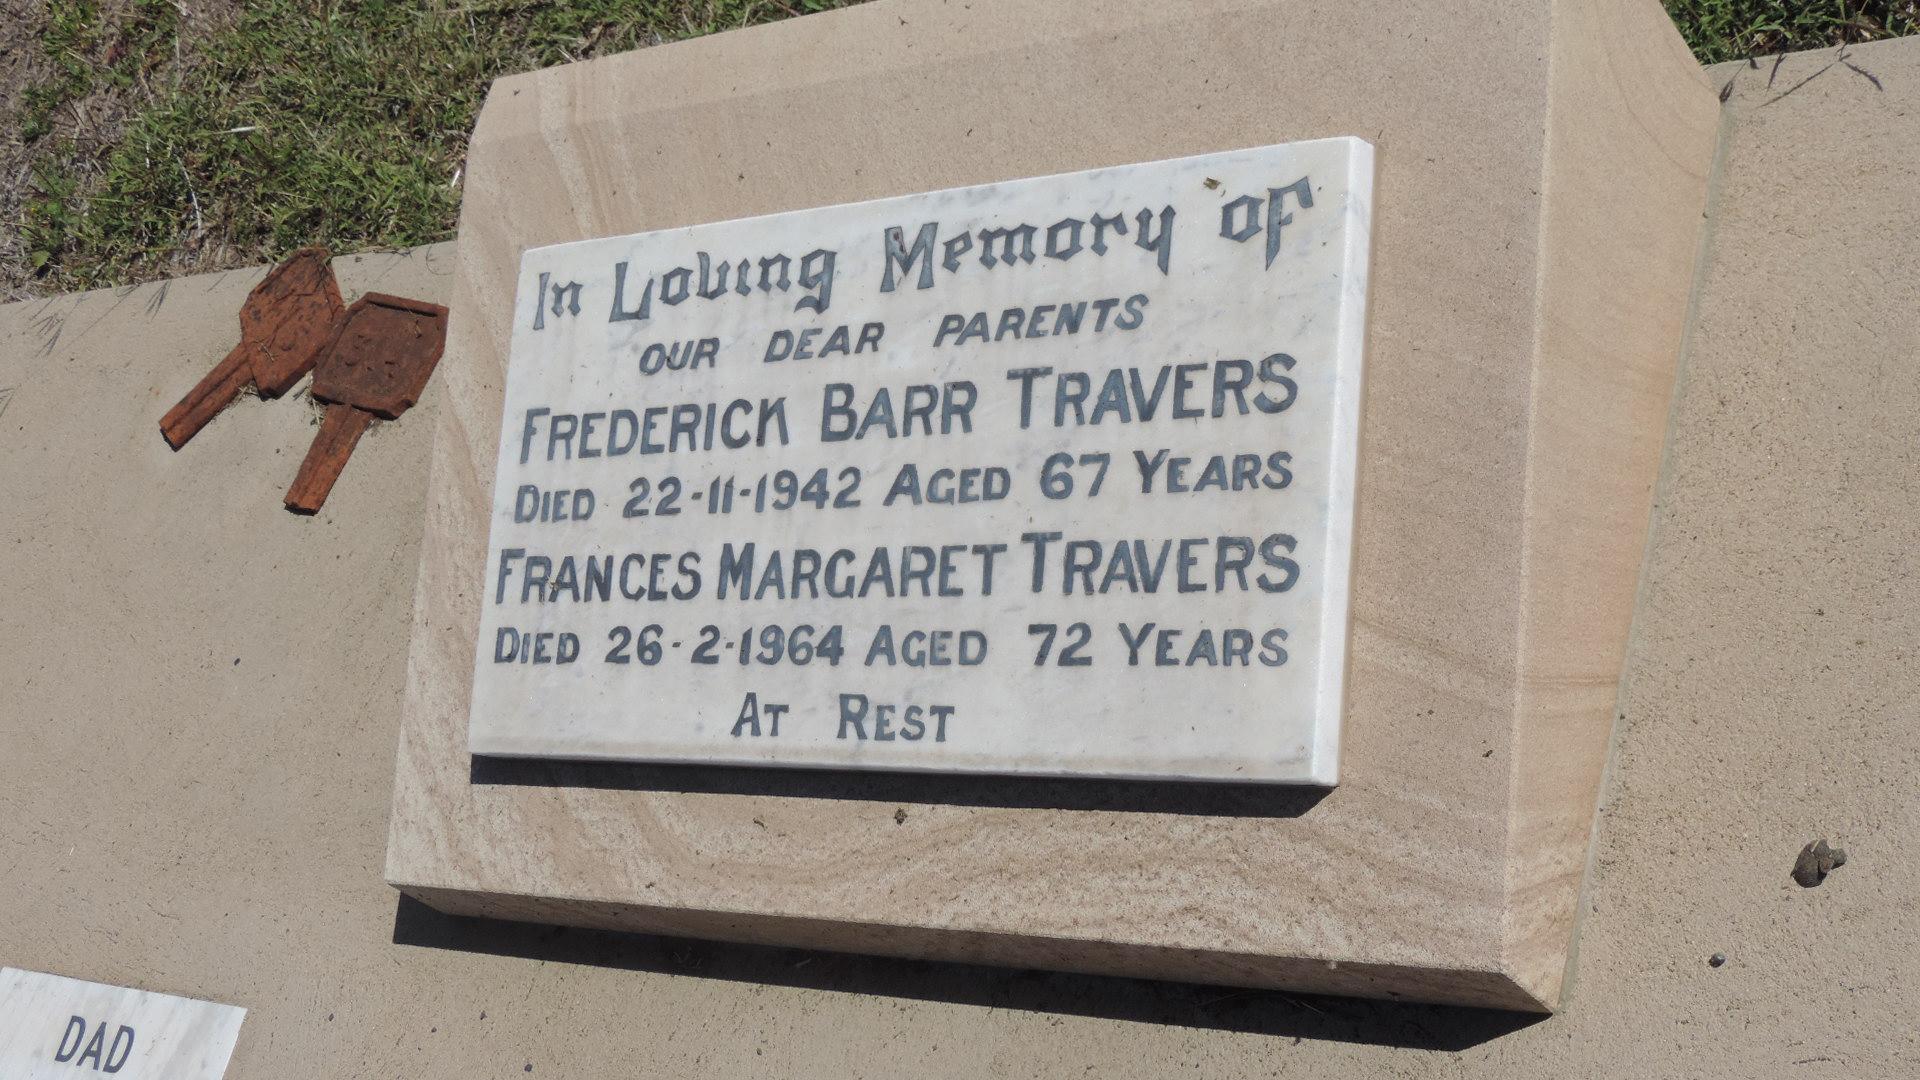 In Loving Memory of
OUR DEAR PARENTS
FREDERICK BARR TRAVERS
DIED 22-11-1942 AGED 67 YEARS
FRANCES MARGARET TRAVERS
DIED 26-2-1964 AGED 72 YEARS
AT REST
DAD